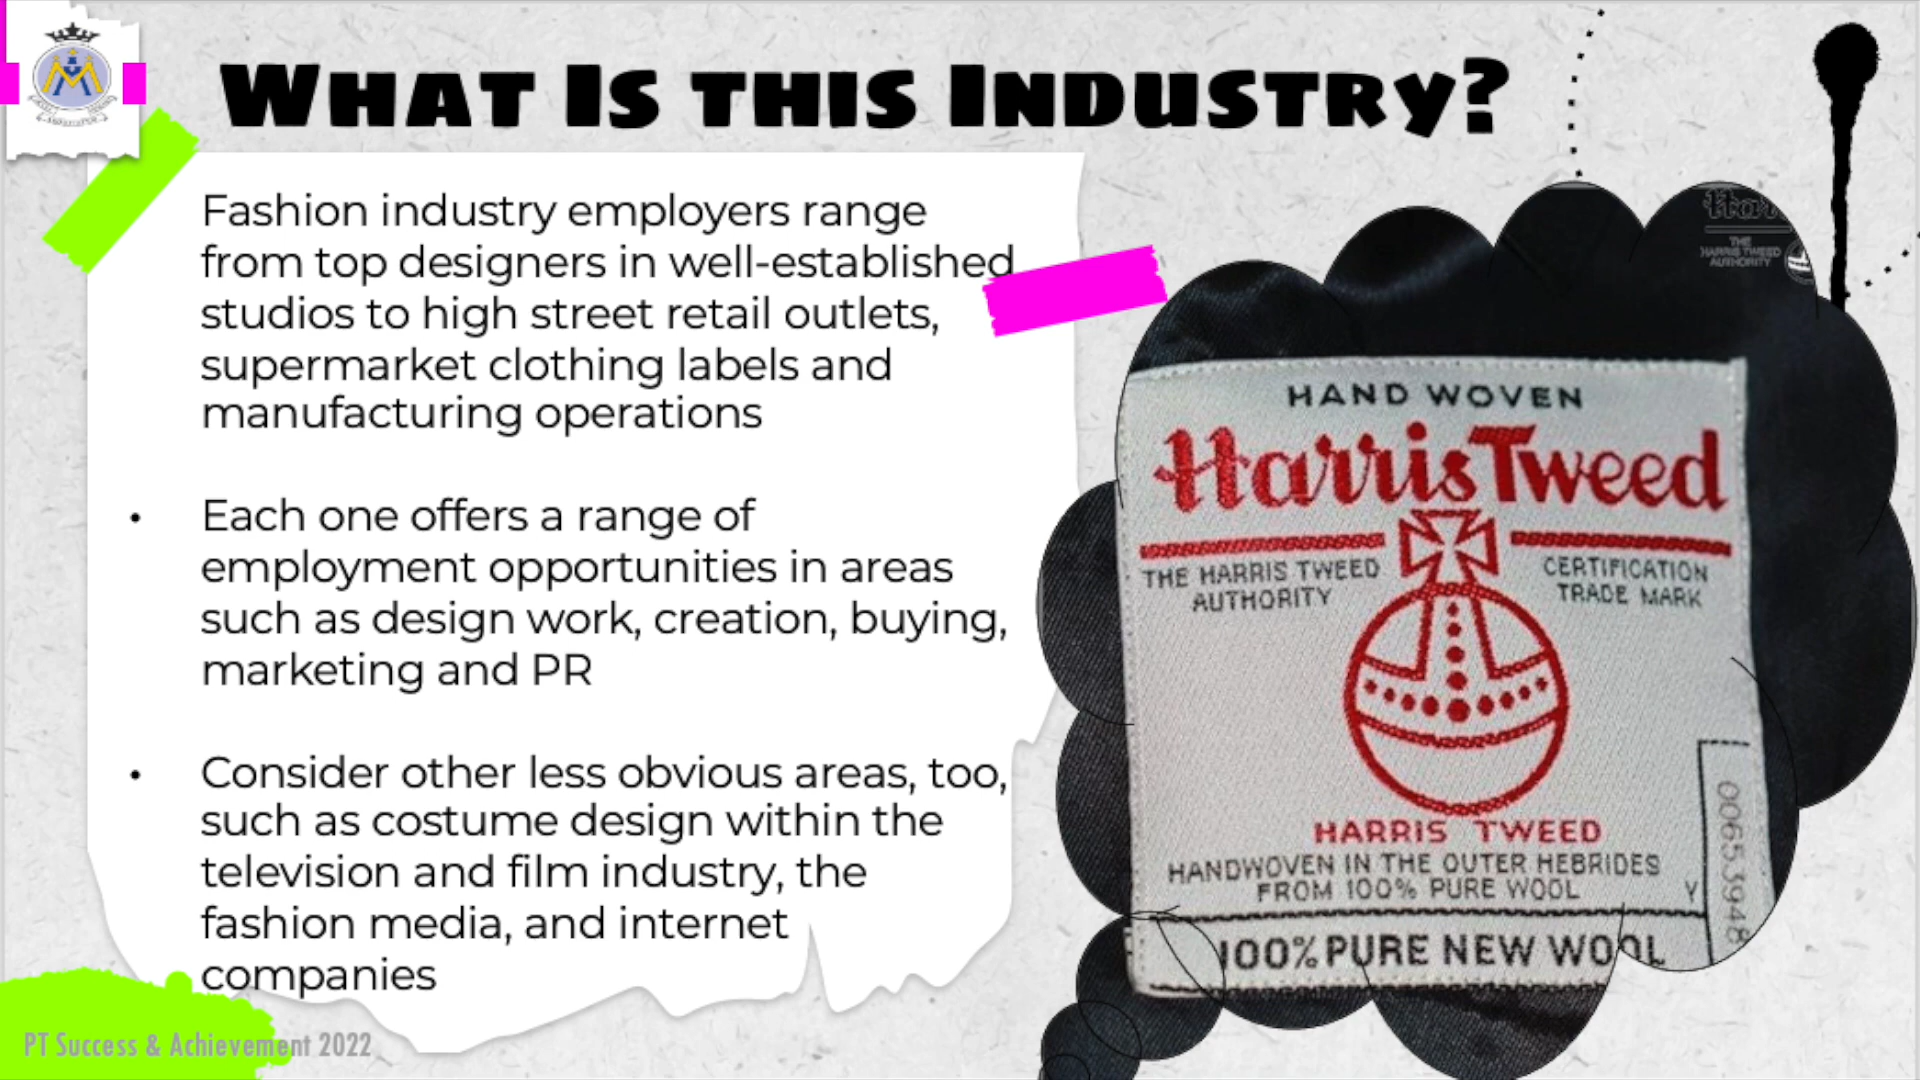 What Is this Industry?
Fashion industry employers range
from top designers in well-established
studios to high street retail outlets,
supermarket clothing labels and
manufacturing operations
• Each one offers a range of
employment opportunities in areas
such as design work, creation, buying,
marketing and PR
• Consider other less obvious areas, too,
such as costume design within the
television and film industry, the
fashion media, and internet
companies
PT Success & Achievement 2022
THE
HARRIS TWEED
AUTHORITY
HAND WOVEN
Harris Tweed
THE HARRIS TWEED
AUTHORITY
CERTIFICATION
TRADE MARK
HARRIS TWEED
HANDWOVEN IN THE OUTER HEBRIDES
FROM 100% PURE WOOL
Y
006539948
100% PURE NEW WOOL